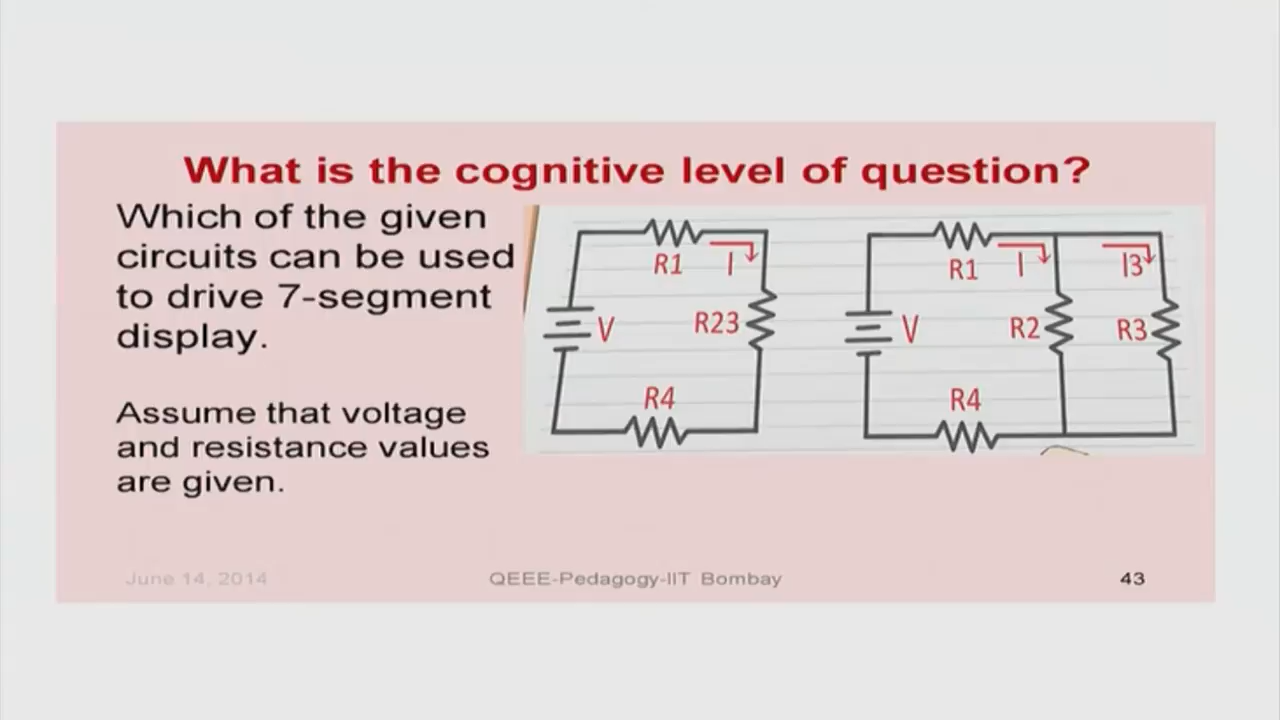 What is the cognitive level of question?
Which of the given
circuits can be used
to drive 7-segment
display.
Assume that voltage
and resistance values
are given.
R1 I
V R23
R4
R1 I I3
V R2 R3
R4
June 14, 2014 QEEE-Pedagogy-IIT Bombay 43